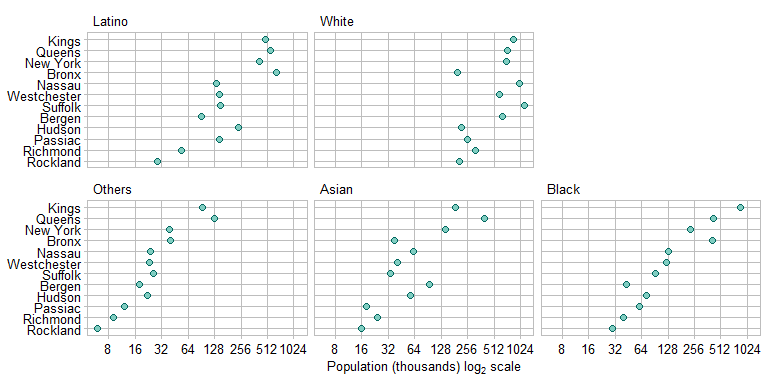 Latino White
Kings
Queens
New York
Bronx
Nassau
Westchester
Suffolk
Bergen
Hudson
Passiac
Richmond
Rockland
Others Asian Black
Kings
Queens
New York
Bronx
Nassau
Westchester
Suffolk
Bergen
Hudson
Passiac
Richmond
Rockland
8 16 32 64 128 256 512 1024 8 16 32 64 128 256 512 1024 8 16 32 64 128 256 512 1024
Population (thousands) log2 scale